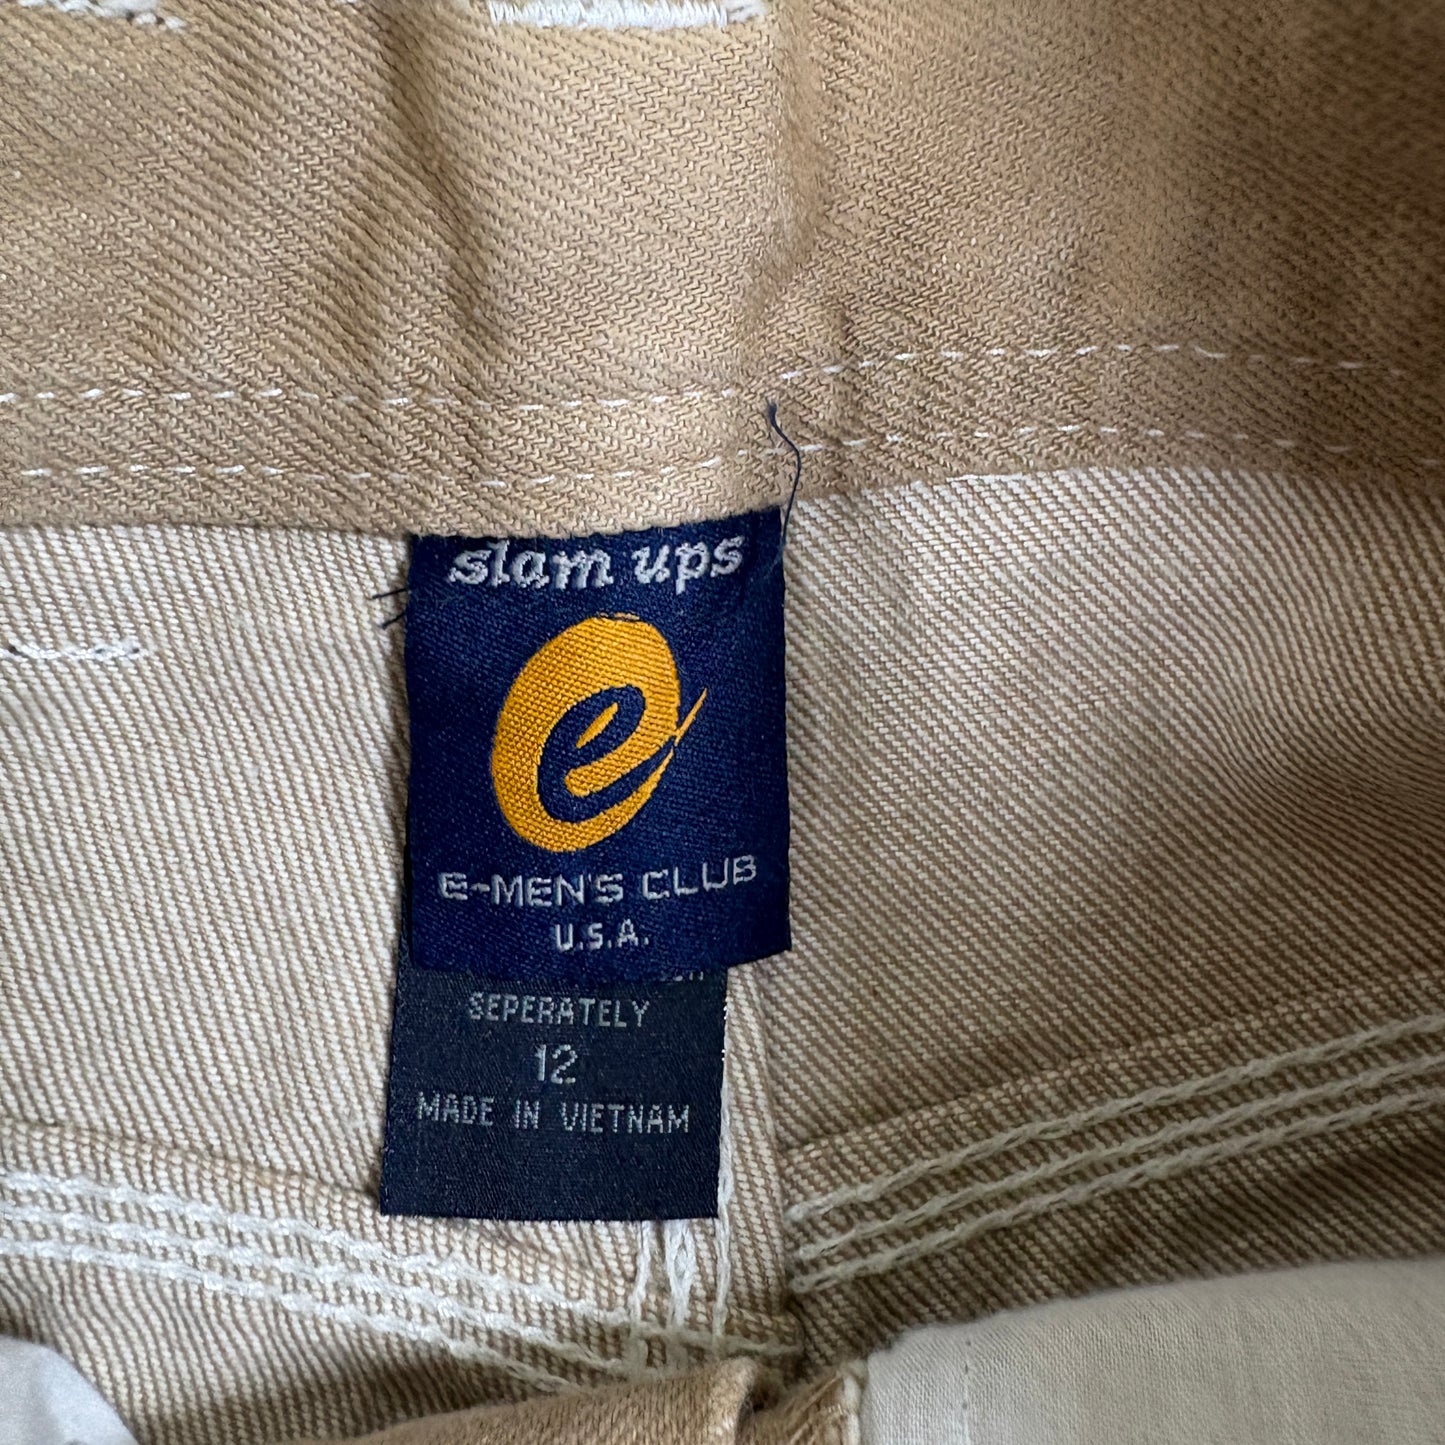 slam ups
e
E-MEN'S CLUB
U.S.A.
SEPERATELY
12
MADE IN VIETNAM